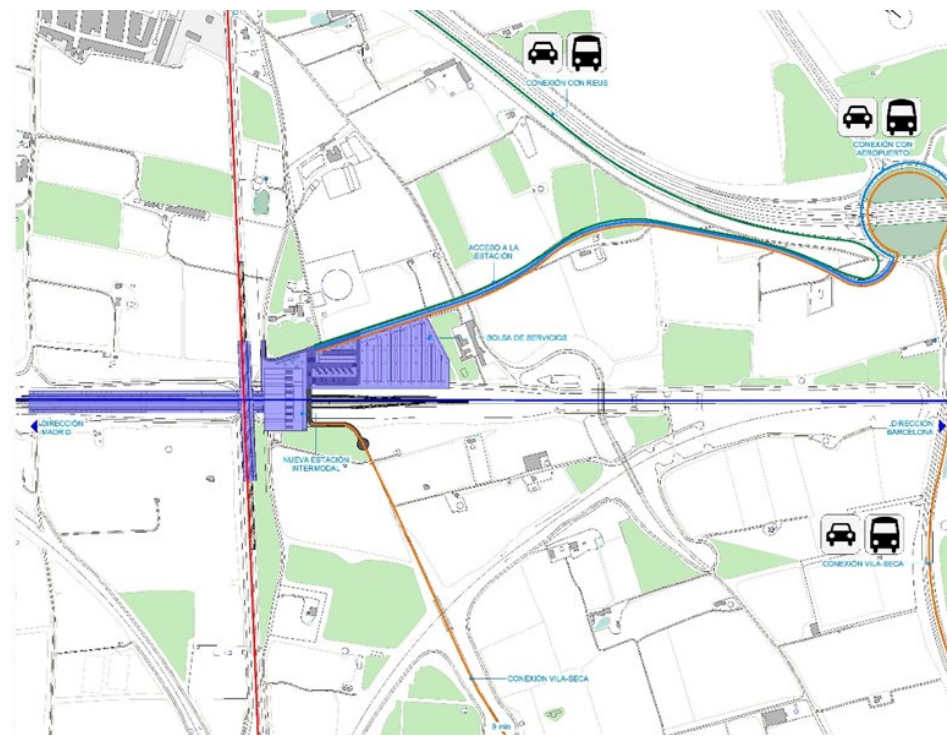 CONEXIÓN CON REUS
CONEXIÓN CON
AEROPUERTO
ACCESO A LA
ESTACIÓN
BOLSA DE SERVICIOS
DIRECCIÓN
MADRID
DIRECCIÓN
BARCELONA
NUEVA ESTACIÓN
INTERMODAL
CONEXIÓN VILA-SECA
CONEXIÓN VILA-SECA
9 min